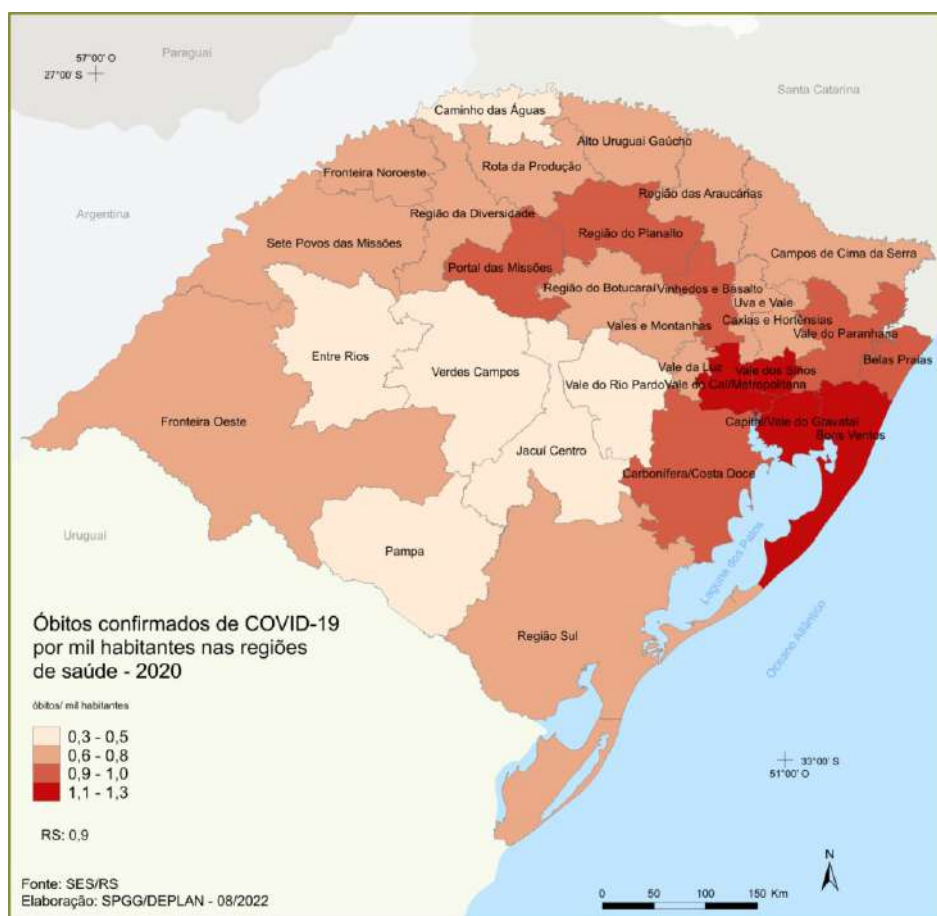 Paraguai
57°00' O
27°00' S
Santa Catarina
Caminho das Águas
Alto Uruguai Gaúcho
Rota da Produção
Fronteira Noroeste
Região das Araucárias
Argentina
Região da Diversidade
Sete Povos das Missões
Região do Planalto
Campos de Cima da Serra
Portal das Missões
Região do Botucaraí
Vinhedos e Basalto
Uva e Vale
Caxias e Hortênsias
Vales e Montanhas
Vale do Paranhana
Entre Rios
Belas Praias
Vale da Luz
Vale dos Sinos
Verdes Campos
Vale do Rio Pardo
Vale do Caí/Metropolitana
Fronteira Oeste
Capital/Vale do Gravataí
Bons Ventos
Jacuí Centro
Carbonífera/Costa Doce
Uruguai
Pampa
Laguna dos Patos
Óbitos confirmados de COVID-19
por mil habitantes nas regiões
de saúde - 2020
Região Sul
Oceano Atlântico
óbitos/ mil habitantes
0,3 - 0,5
0,6 - 0,8
0,9 - 1,0
1,1 - 1,3
33°00' S
51°00' O
RS: 0,9
N
Fonte: SES/RS
Elaboração: SPGG/DEPLAN - 08/2022
0 50 100 150 Km